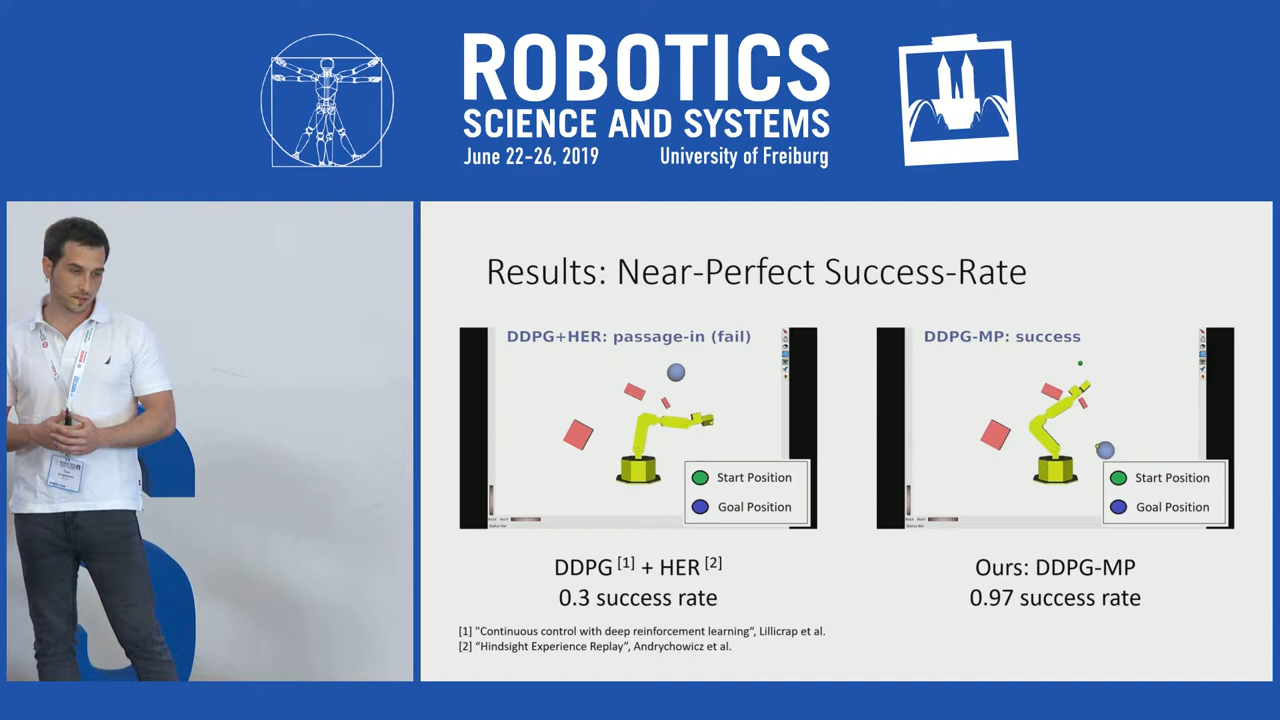 ROBOTICS
SCIENCE AND SYSTEMS
June 22-26, 2019 University of Freiburg
Results: Near-Perfect Success-Rate
DDPG+HER: passage-in (fail)
Start Position
Goal Position
DDPG-MP: success
Start Position
Goal Position
DDPG [1] + HER [2]
0.3 success rate
Ours: DDPG-MP
0.97 success rate
[1] "Continuous control with deep reinforcement learning“, Lillicrap et al.
[2] “Hindsight Experience Replay”, Andrychowicz et al.